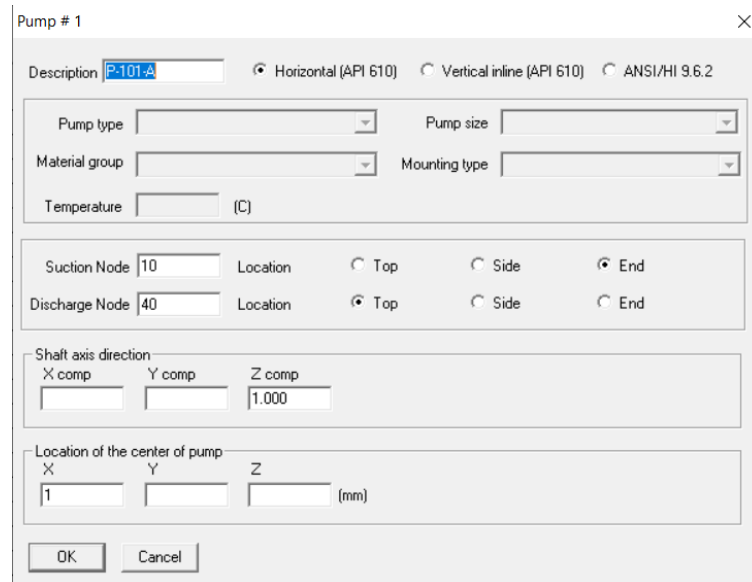 Pump # 1
Description P-101-A Horizontal (API 610) Vertical inline (API 610) ANSI/HI 9.6.2
Pump type Pump size
Material group Mounting type
Temperature (C)
Suction Node 10 Location Top Side End
Discharge Node 40 Location Top Side End
Shaft axis direction
X comp Y comp Z comp
1.000
Location of the center of pump
X Y Z
1 (mm)
OK Cancel